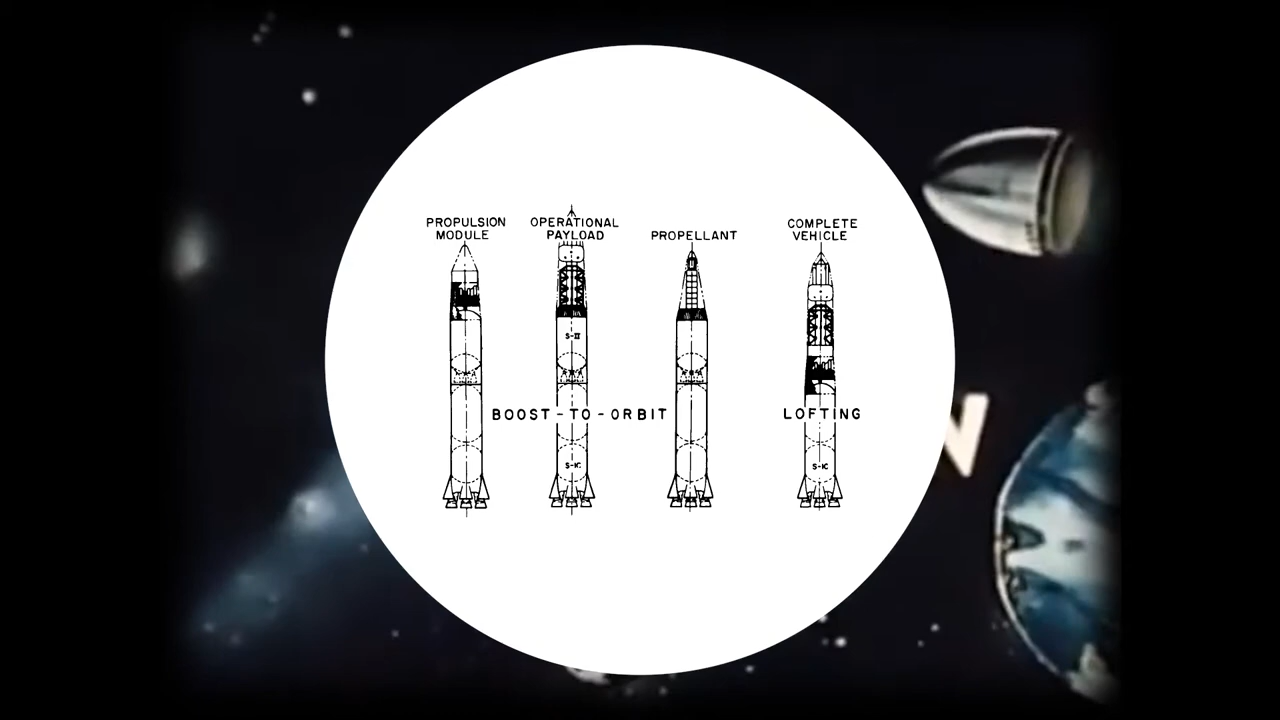 PROPULSION
MODULE
OPERATIONAL
PAYLOAD
PROPELLANT
COMPLETE
VEHICLE
S-II
BOOST-TO-ORBIT
LOFTING
S-IC
S-IC